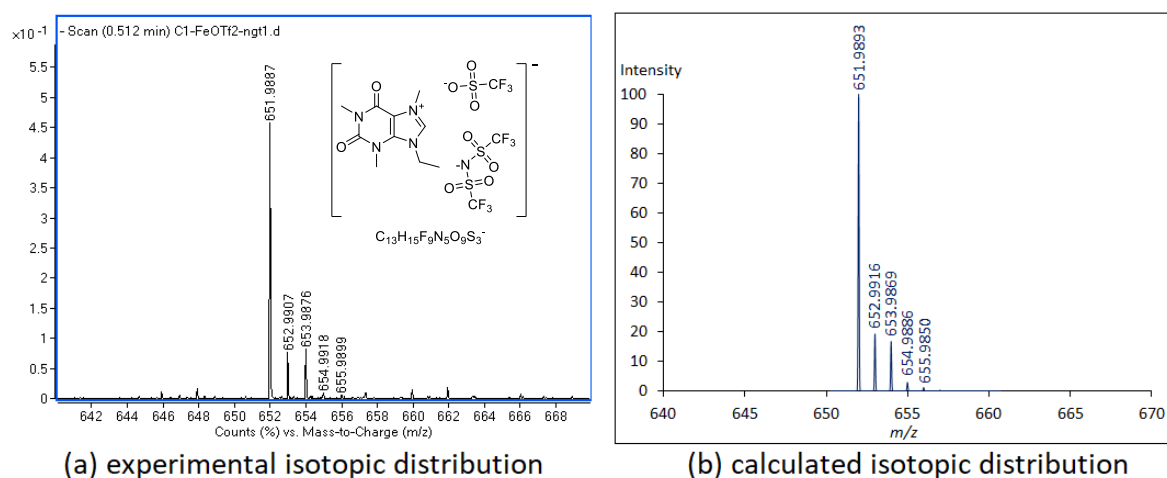 ×10⁻¹
- Scan (0.512 min) C1-FeOTf2-ngt1.d
5.5
5
4.5
4
3.5
3
2.5
2
1.5
1
0.5
0
651.9887
652.9907
653.9876
654.9918
655.9899
O
⁻O S CF₃
O
O
N N⁺
O N N
CF₃
O S O
⁻N
S O
O
CF₃
−
C₁₃H₁₅F₉N₅O₉S₃⁻
642 644 646 648 650 652 654 656 658 660 662 664 666 668
Counts (%) vs. Mass-to-Charge (m/z)
(a) experimental isotopic distribution
Intensity
100
90
80
70
60
50
40
30
20
10
0
651.9893
652.9916
653.9869
654.9886
655.9850
640 645 650 655 660 665 670
m/z
(b) calculated isotopic distribution